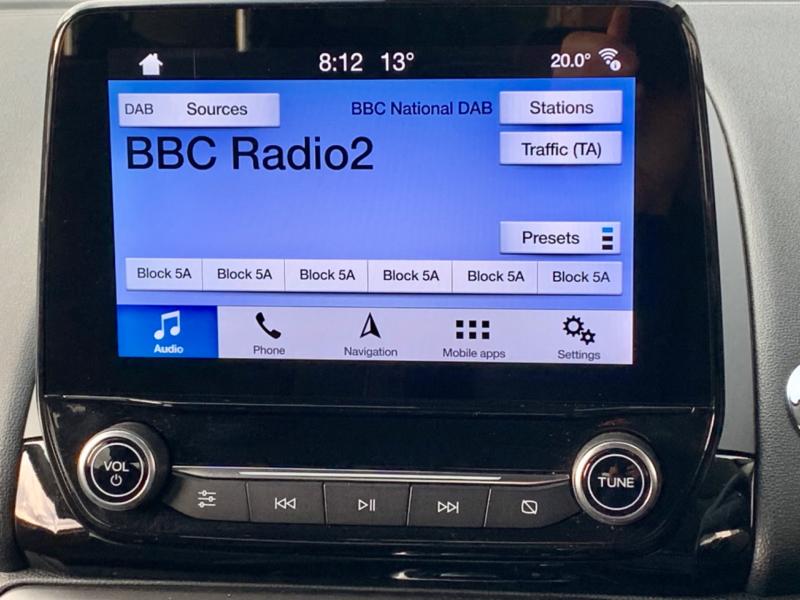 8:12 13° 20.0°
DAB Sources BBC National DAB Stations
BBC Radio2
Traffic (TA)
Presets
Block 5A Block 5A Block 5A Block 5A Block 5A Block 5A
Audio Phone Navigation Mobile apps Settings
VOL TUNE